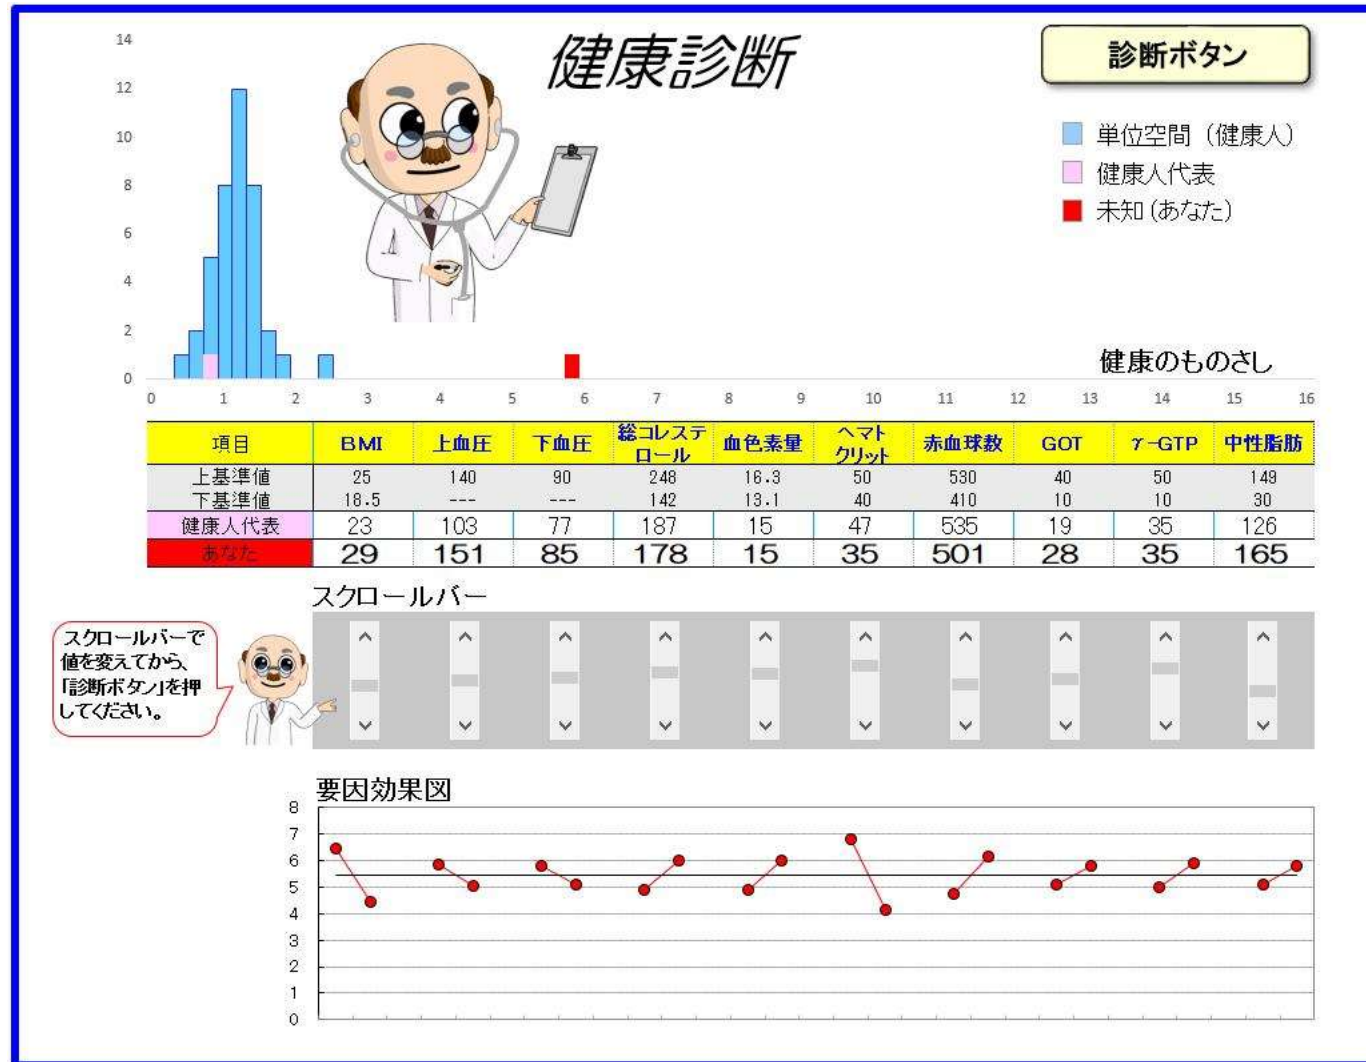 健康診断
診断ボタン
単位空間（健康人）
健康人代表
未知(あなた)
14
12
10
8
6
4
2
0
健康のものさし
0 1 2 3 4 5 6 7 8 9 10 11 12 13 14 15 16
項目 BMI 上血圧 下血圧 総コレステロール 血色素量 ヘマトクリット 赤血球数 GOT γ-GTP 中性脂肪
上基準値 25 140 90 248 16.3 50 530 40 50 149
下基準値 18.5 --- --- 142 13.1 40 410 10 10 30
健康人代表 23 103 77 187 15 47 535 19 35 126
あなた 29 151 85 178 15 35 501 28 35 165
スクロールバー
スクロールバーで
値を変えてから、
「診断ボタン」を押
してください。
要因効果図
8
7
6
5
4
3
2
1
0